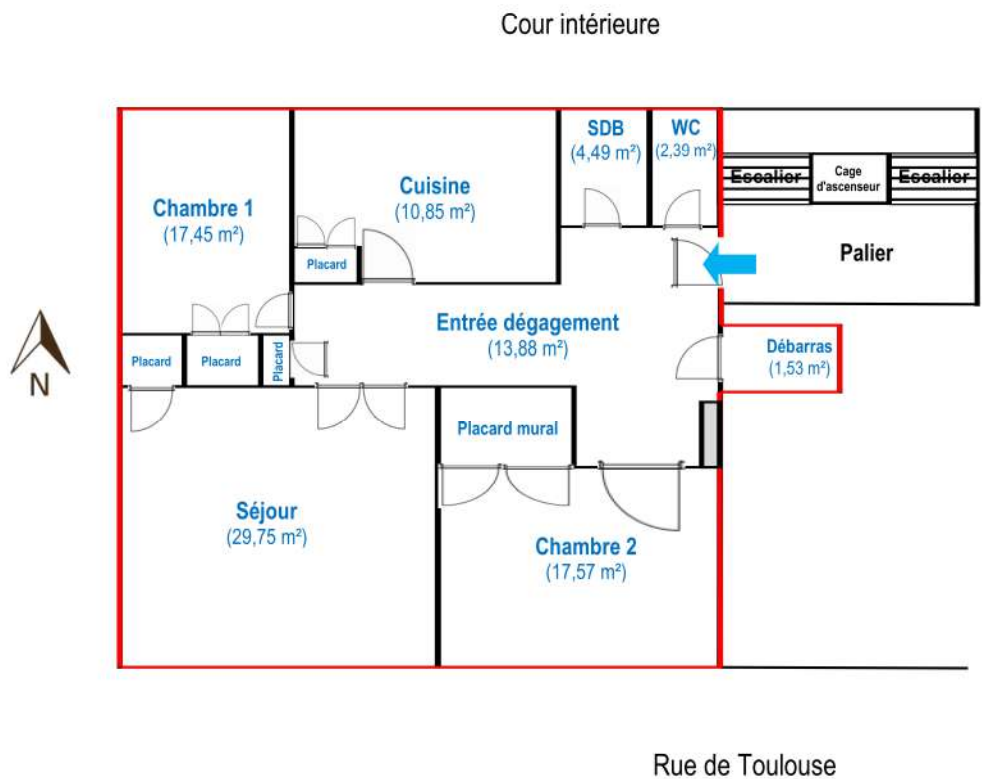 Cour intérieure
SDB
(4,49 m²)
WC
(2,39 m²)
Escalier
Cage
d'ascenseur
Escalier
Cuisine
(10,85 m²)
Chambre 1
(17,45 m²)
Palier
Placard
Entrée dégagement
(13,88 m²)
Placard
Placard
Placard
Débarras
(1,53 m²)
N
Placard mural
Séjour
(29,75 m²)
Chambre 2
(17,57 m²)
Rue de Toulouse